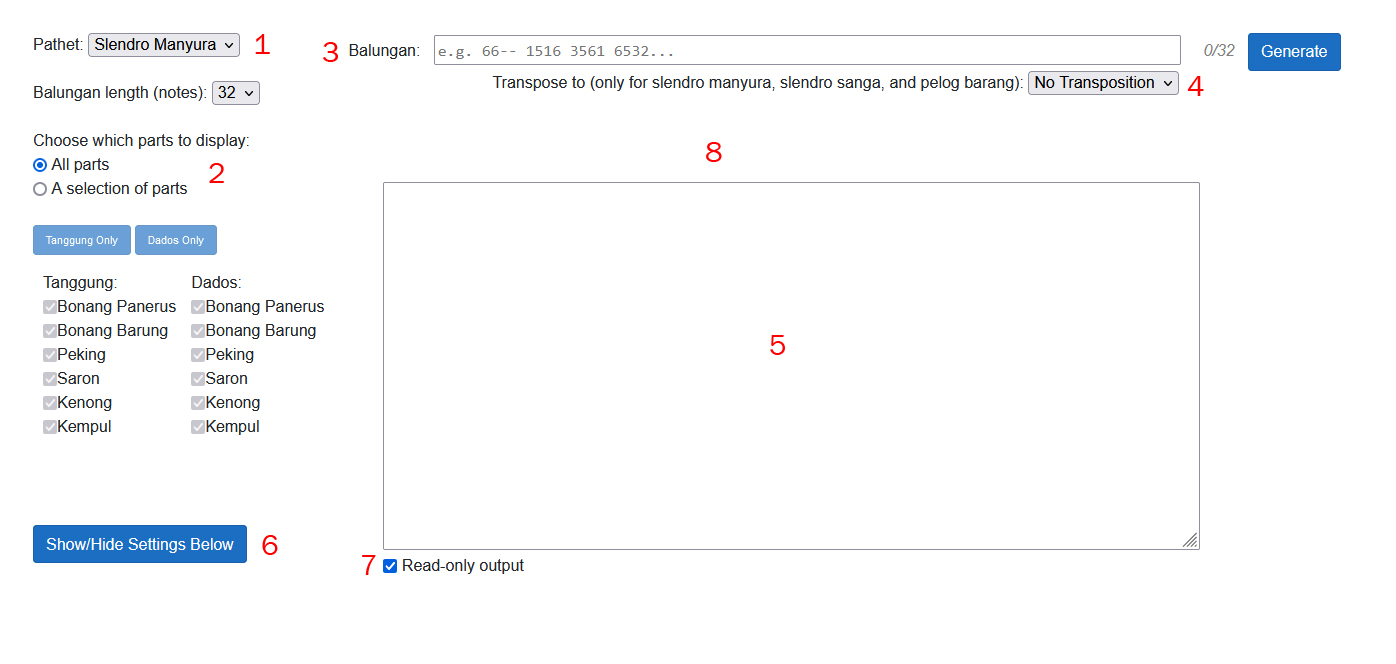 Pathet: Slendro Manyura 1
3 Balungan: e.g. 66-- 1516 3561 6532... 0/32 Generate
Transpose to (only for slendro manyura, slendro sanga, and pelog barang): No Transposition 4
Balungan length (notes): 32
Choose which parts to display:
All parts
A selection of parts
2
Tanggung Only Dados Only
Tanggung: Dados:
Bonang Panerus Bonang Panerus
Bonang Barung Bonang Barung
Peking Peking
Saron Saron
Kenong Kenong
Kempul Kempul
Show/Hide Settings Below 6
8
5
7 Read-only output